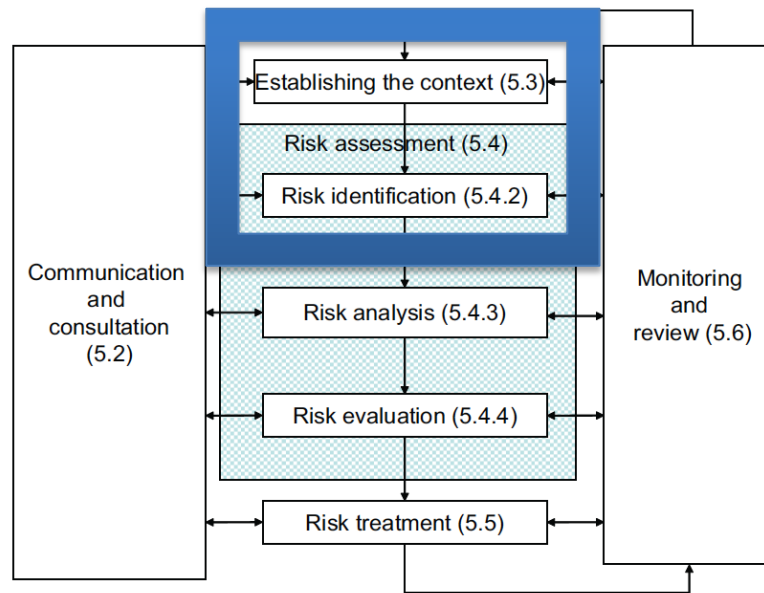 Establishing the context (5.3)
Risk assessment (5.4)
Risk identification (5.4.2)
Communication
and
consultation
(5.2)
Risk analysis (5.4.3)
Monitoring
and
review (5.6)
Risk evaluation (5.4.4)
Risk treatment (5.5)